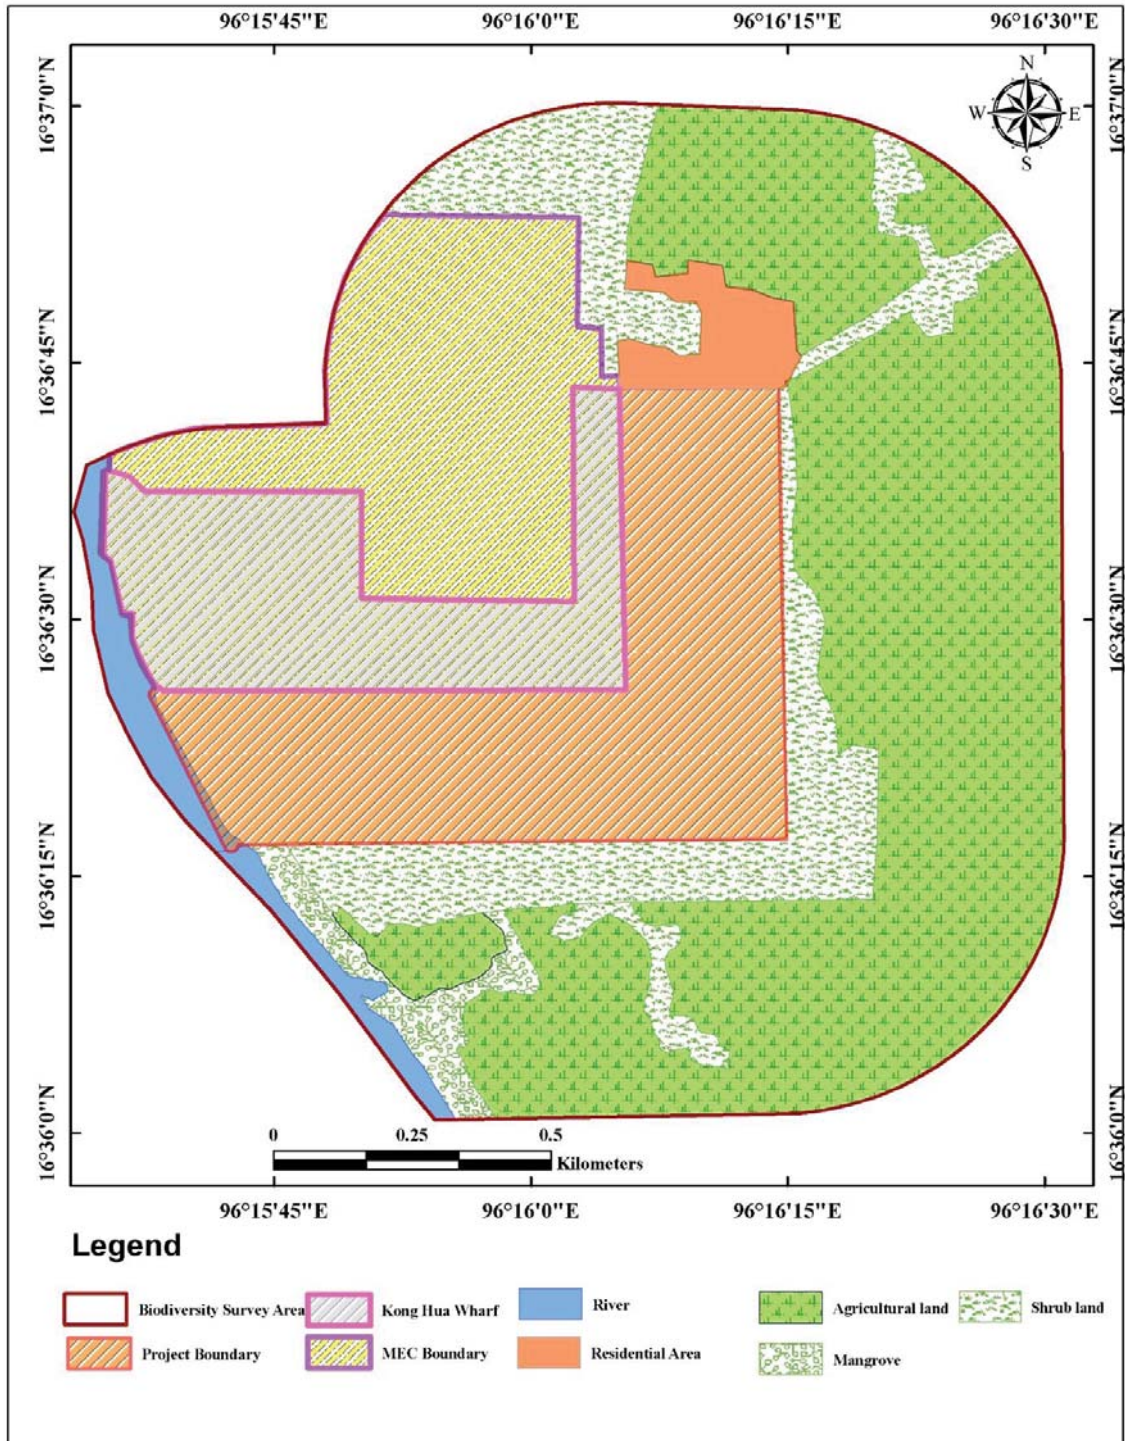 96°15'45"E 96°16'0"E 96°16'15"E 96°16'30"E
16°37'0"N 16°37'0"N
N
W E
S
16°36'45"N 16°36'45"N
16°36'30"N 16°36'30"N
16°36'15"N 16°36'15"N
16°36'0"N 16°36'0"N
0 0.25 0.5
Kilometers
96°15'45"E 96°16'0"E 96°16'15"E 96°16'30"E
Legend
Biodiversity Survey Area Kong Hua Wharf River Agricultural land Shrub land
Project Boundary MEC Boundary Residential Area Mangrove